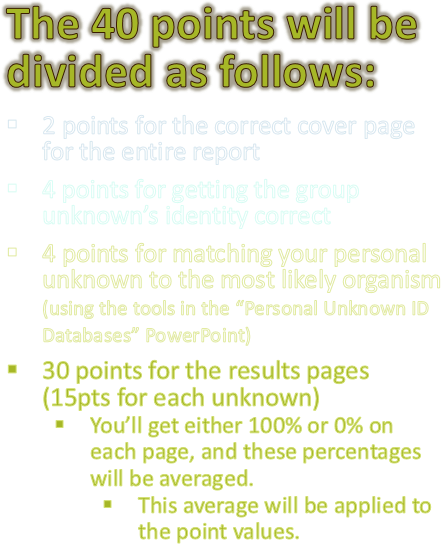 The 40 points will be
divided as follows:
2 points for the correct cover page
for the entire report
4 points for getting the group
unknown's identity correct
4 points for matching your personal
unknown to the most likely organism
(using the tools in the “Personal Unknown ID
Databases” PowerPoint)
30 points for the results pages
(15pts for each unknown)
You'll get either 100% or 0% on
each page, and these percentages
will be averaged.
This average will be applied to
the point values.